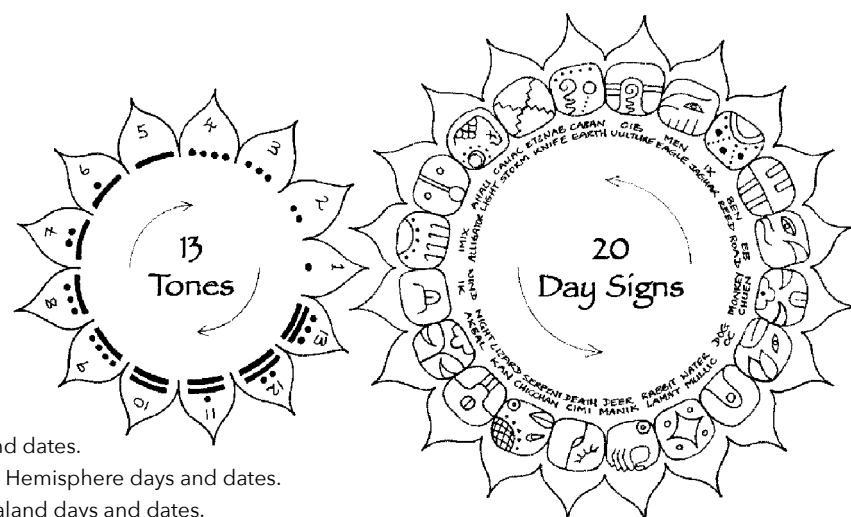 1
2
3
4
5
6
7
8
9
10
11
12
13
13
Tones
20
Day Signs
IMIX
ALLIGATOR
AHAU
LIGHT
CAUAC
STORM
ETZNAB
KNIFE
CABAN
EARTH
CIB
VULTURE
MEN
EAGLE
IX
JAGUAR
BEN
REED
EB
ROAD
MONKEY
CHUEN
DOG
OC
WATER
MULUC
RABBIT
LAMAT
DEER
MANIK
DEATH
CIMI
SERPENT
CHICCHAN
LIZARD
KAN
NIGHT
AKBAL
WIND
IK
nd dates.
Hemisphere days and dates.
aland days and dates.